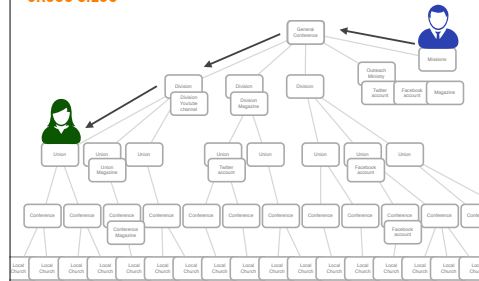 General
Conference
Missions
Outreach
Ministry
Twitter
account
Facebook
account
Magazine
Division
Division
Youtube
channel
Division
Division
Magazine
Division
Union
Union
Union
Magazine
Union
Union
Twitter
account
Union
Union
Union
Facebook
account
Union
Conference
Conference
Conference
Conference
Magazine
Conference
Conference
Conference
Conference
Conference
Conference
Facebook
account
Conference
Local
Church
Local
Church
Local
Church
Local
Church
Local
Church
Local
Church
Local
Church
Local
Church
Local
Church
Local
Church
Local
Church
Local
Church
Local
Church
Local
Church
Local
Church
Local
Church